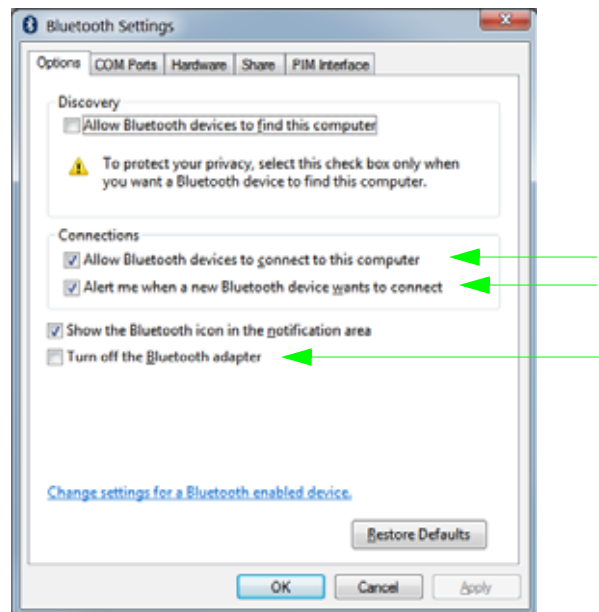 Bluetooth Settings
Options COM Ports Hardware Share PIM Interface
Discovery
Allow Bluetooth devices to find this computer
To protect your privacy, select this check box only when
you want a Bluetooth device to find this computer.
Connections
Allow Bluetooth devices to connect to this computer
Alert me when a new Bluetooth device wants to connect
Show the Bluetooth icon in the notification area
Turn off the Bluetooth adapter
Change settings for a Bluetooth enabled device.
Restore Defaults
OK Cancel Apply